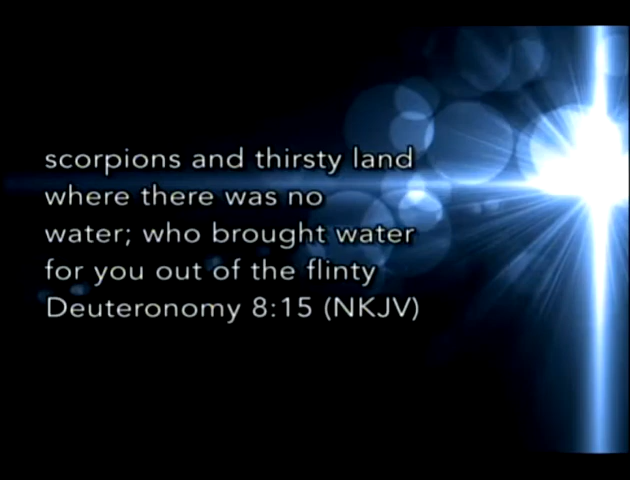 scorpions and thirsty land
where there was no
water; who brought water
for you out of the flinty
Deuteronomy 8:15 (NKJV)